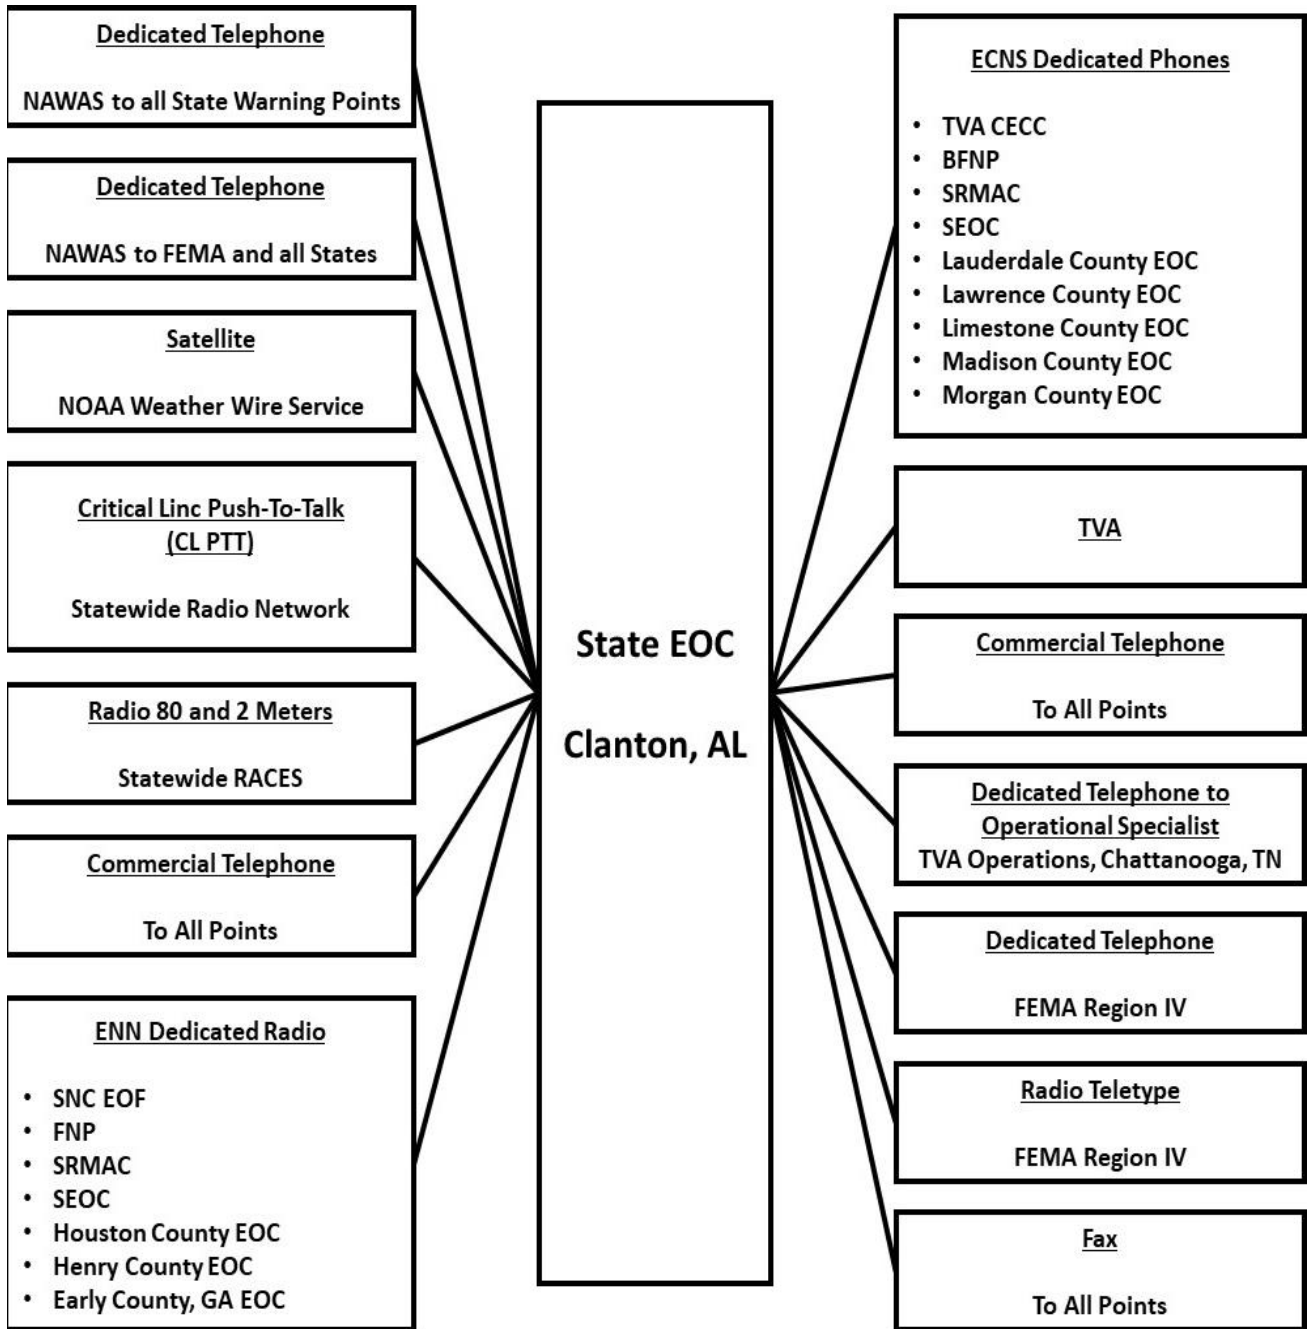 Dedicated Telephone
NAWAS to all State Warning Points
Dedicated Telephone
NAWAS to FEMA and all States
Satellite
NOAA Weather Wire Service
Critical Linc Push-To-Talk
(CL PTT)
Statewide Radio Network
Radio 80 and 2 Meters
Statewide RACES
Commercial Telephone
To All Points
ENN Dedicated Radio
• SNC EOF
• FNP
• SRMAC
• SEOC
• Houston County EOC
• Henry County EOC
• Early County, GA EOC
State EOC
Clanton, AL
ECNS Dedicated Phones
• TVA CECC
• BFNP
• SRMAC
• SEOC
• Lauderdale County EOC
• Lawrence County EOC
• Limestone County EOC
• Madison County EOC
• Morgan County EOC
TVA
Commercial Telephone
To All Points
Dedicated Telephone to
Operational Specialist
TVA Operations, Chattanooga, TN
Dedicated Telephone
FEMA Region IV
Radio Teletype
FEMA Region IV
Fax
To All Points